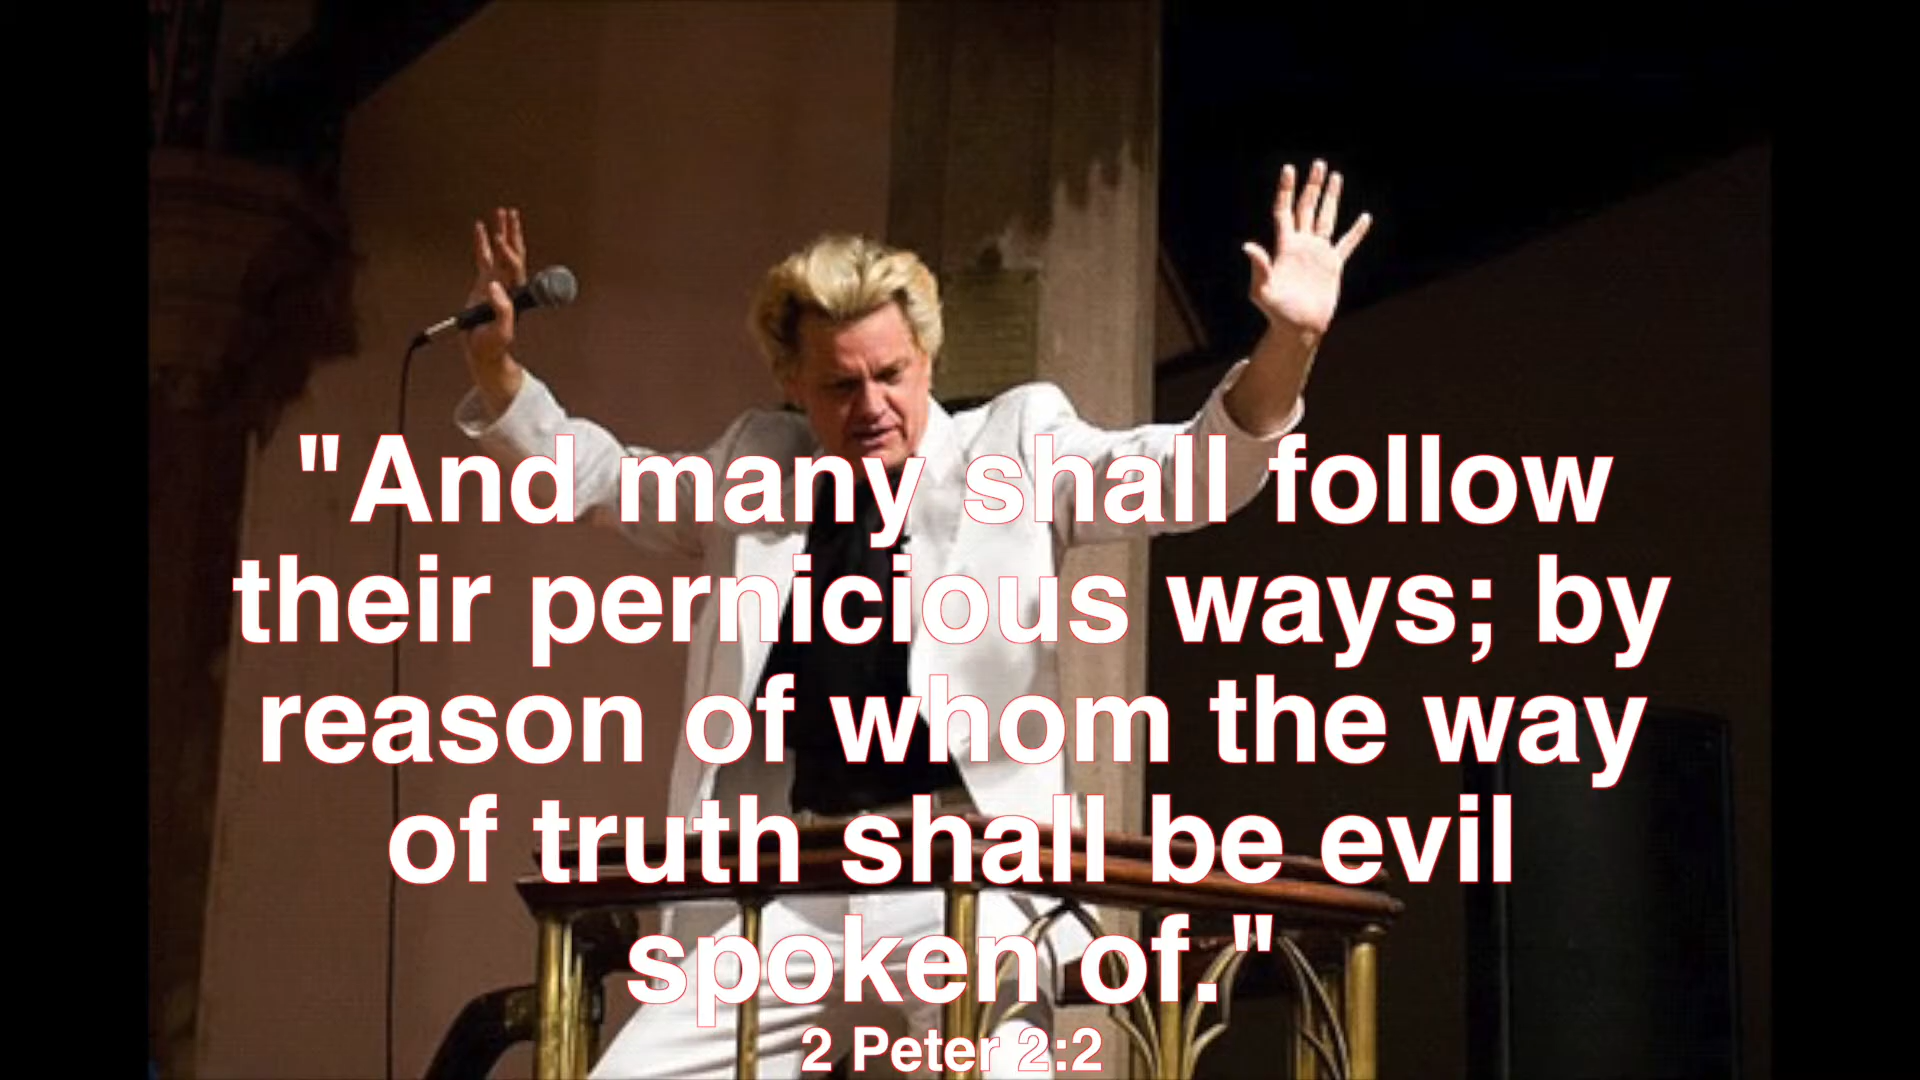 "And many shall follow
their pernicious ways; by
reason of whom the way
of truth shall be evil
spoken of."
2 Peter 2:2